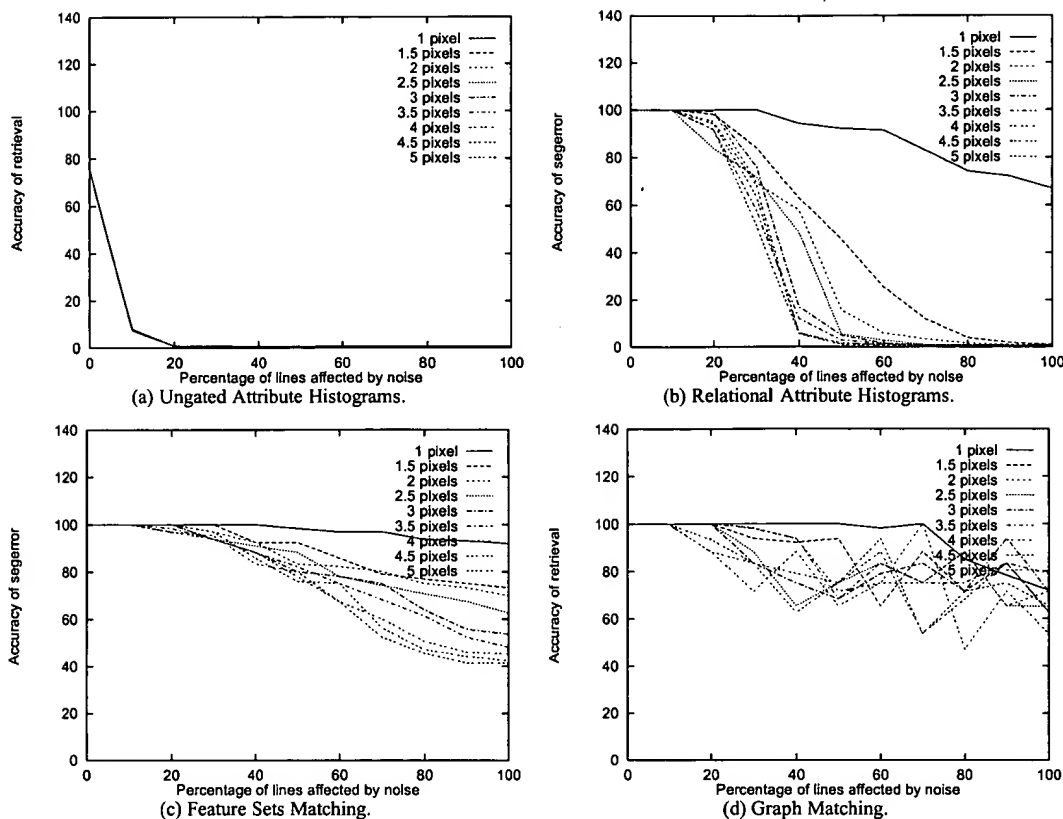 140
120
100
80
60
40
20
0
Accuracy of retrieval
1 pixel
1.5 pixels
2 pixels
2.5 pixels
3 pixels
3.5 pixels
4 pixels
4.5 pixels
5 pixels
0 20 40 60 80 100
Percentage of lines affected by noise
(a) Ungated Attribute Histograms.
140
120
100
80
60
40
20
0
Accuracy of segerror
1 pixel
1.5 pixels
2 pixels
2.5 pixels
3 pixels
3.5 pixels
4 pixels
4.5 pixels
5 pixels
0 20 40 60 80 100
Percentage of lines affected by noise
(b) Relational Attribute Histograms.
140
120
100
80
60
40
20
0
Accuracy of segerror
1 pixel
1.5 pixels
2 pixels
2.5 pixels
3 pixels
3.5 pixels
4 pixels
4.5 pixels
5 pixels
0 20 40 60 80 100
Percentage of lines affected by noise
(c) Feature Sets Matching.
140
120
100
80
60
40
20
0
Accuracy of retrieval
1 pixel
1.5 pixels
2 pixels
2.5 pixels
3 pixels
3.5 pixels
4 pixels
4.5 pixels
5 pixels
0 20 40 60 80 100
Percentage of lines affected by noise
(d) Graph Matching.